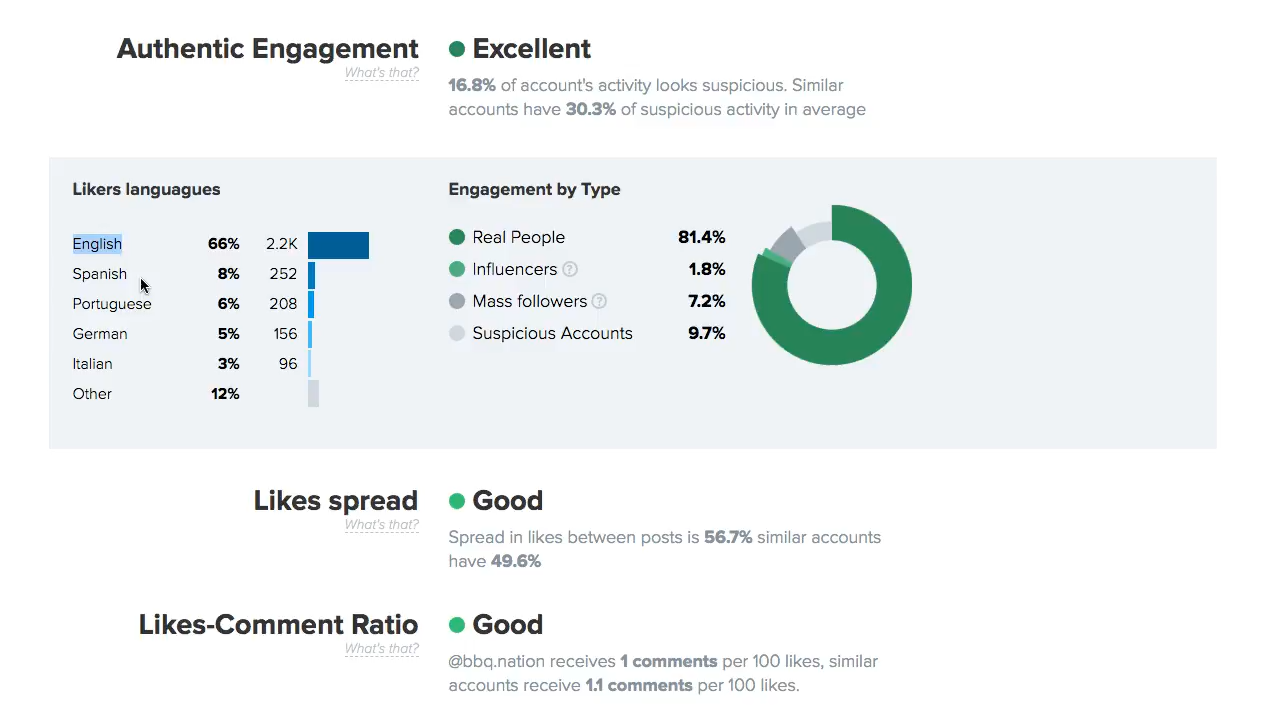 Authentic Engagement
What's that?
Excellent
16.8% of account's activity looks suspicious. Similar
accounts have 30.3% of suspicious activity in average
Likers languagues
English 66% 2.2K
Spanish 8% 252
Portuguese 6% 208
German 5% 156
Italian 3% 96
Other 12%
Engagement by Type
Real People 81.4%
Influencers ? 1.8%
Mass followers ? 7.2%
Suspicious Accounts 9.7%
Likes spread
What's that?
Good
Spread in likes between posts is 56.7% similar accounts
have 49.6%
Likes-Comment Ratio
What's that?
Good
@bbq.nation receives 1 comments per 100 likes, similar
accounts receive 1.1 comments per 100 likes.